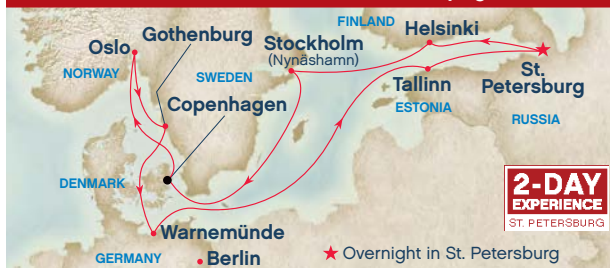 FINLAND
Helsinki
Gothenburg
Oslo
Stockholm
(Nynäshamn)
NORWAY
SWEDEN
Tallinn
St.
Petersburg
Copenhagen
ESTONIA
RUSSIA
DENMARK
2-DAY
EXPERIENCE
ST. PETERSBURG
Warnemünde
GERMANY
Berlin
★ Overnight in St. Petersburg